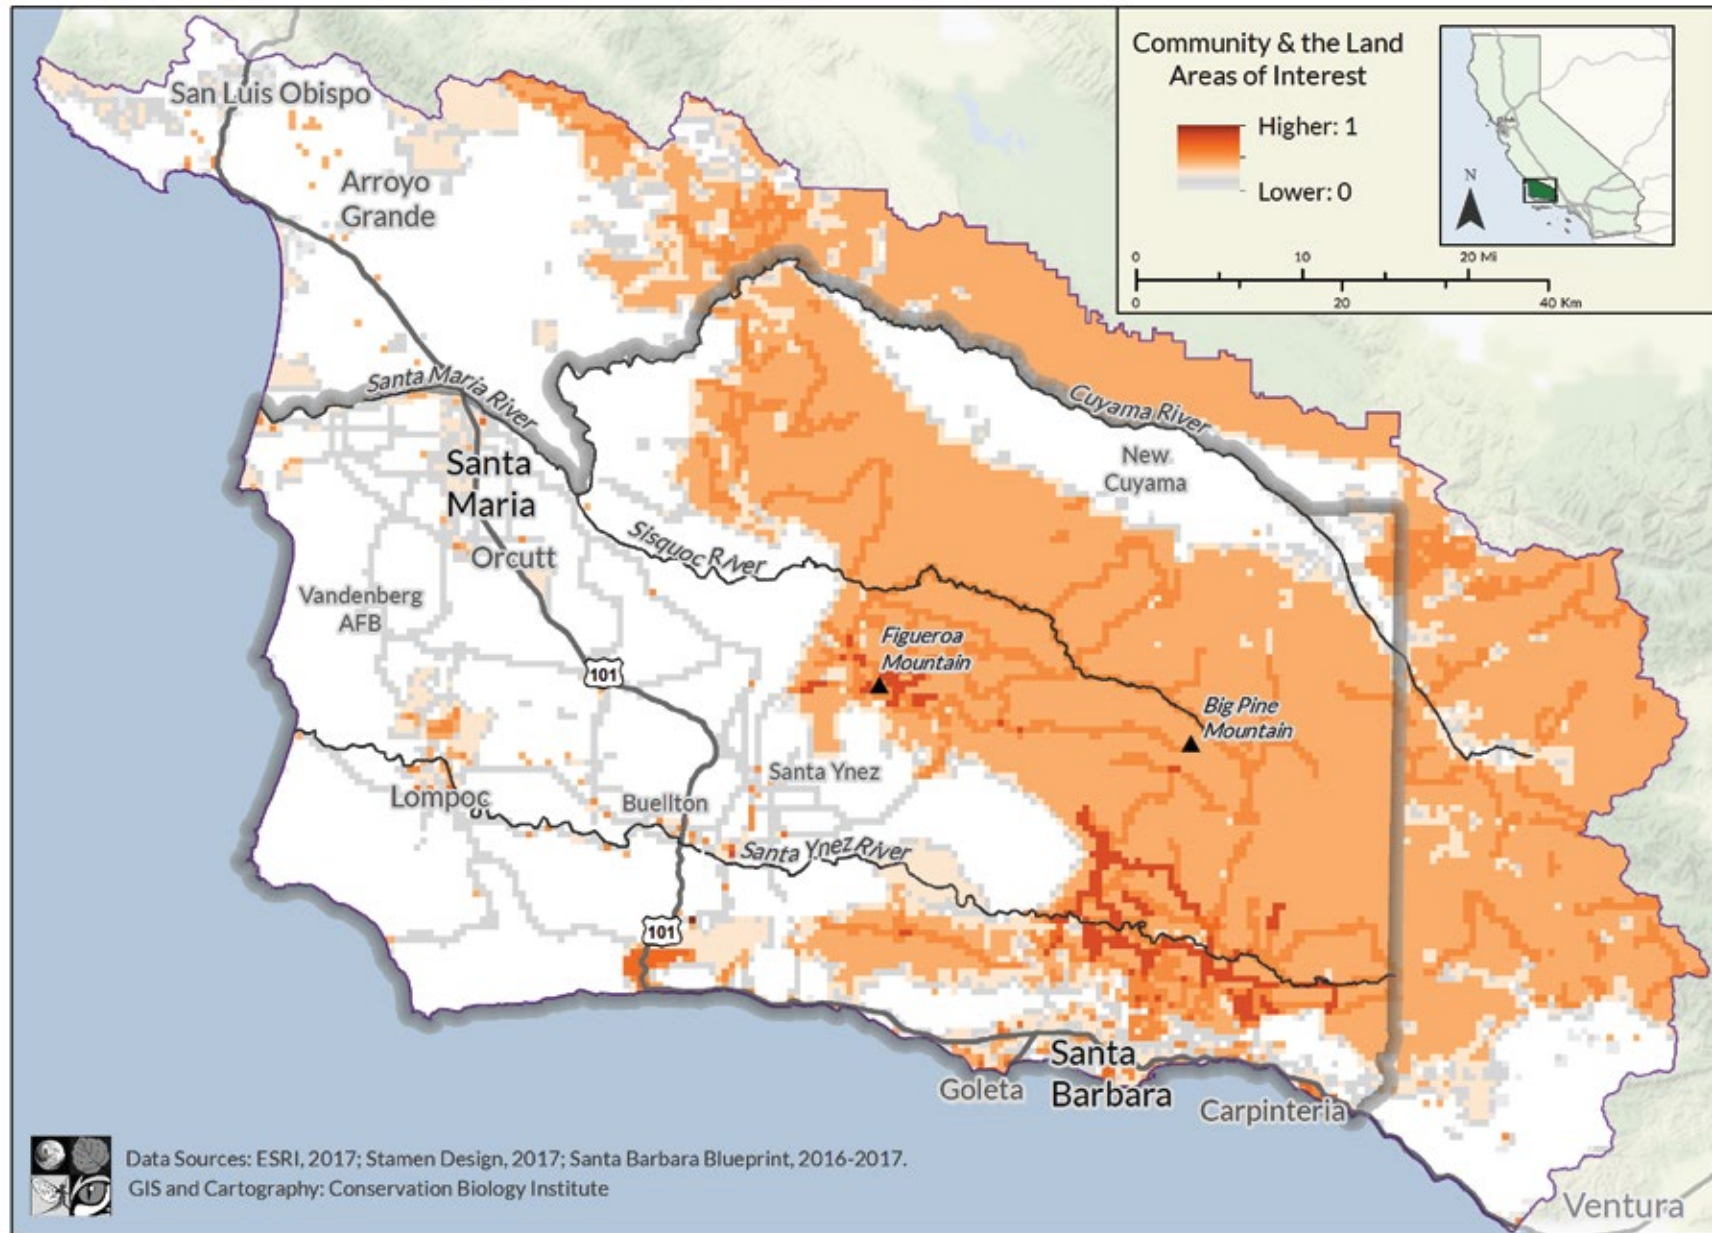 Community & the Land
Areas of Interest
Higher: 1
Lower: 0
N
0 10 20 Mi
0 20 40 Km
San Luis Obispo
Arroyo
Grande
Santa Maria River
Cuyama River
New
Cuyama
Santa
Maria
Orcutt
Sisquoc River
Vandenberg
AFB
Figueroa
Mountain
101
Big Pine
Mountain
Santa Ynez
Lompoc
Buellton
Santa Ynez River
101
Santa
Barbara
Goleta
Carpinteria
Data Sources: ESRI, 2017; Stamen Design, 2017; Santa Barbara Blueprint, 2016-2017.
GIS and Cartography: Conservation Biology Institute
Ventura